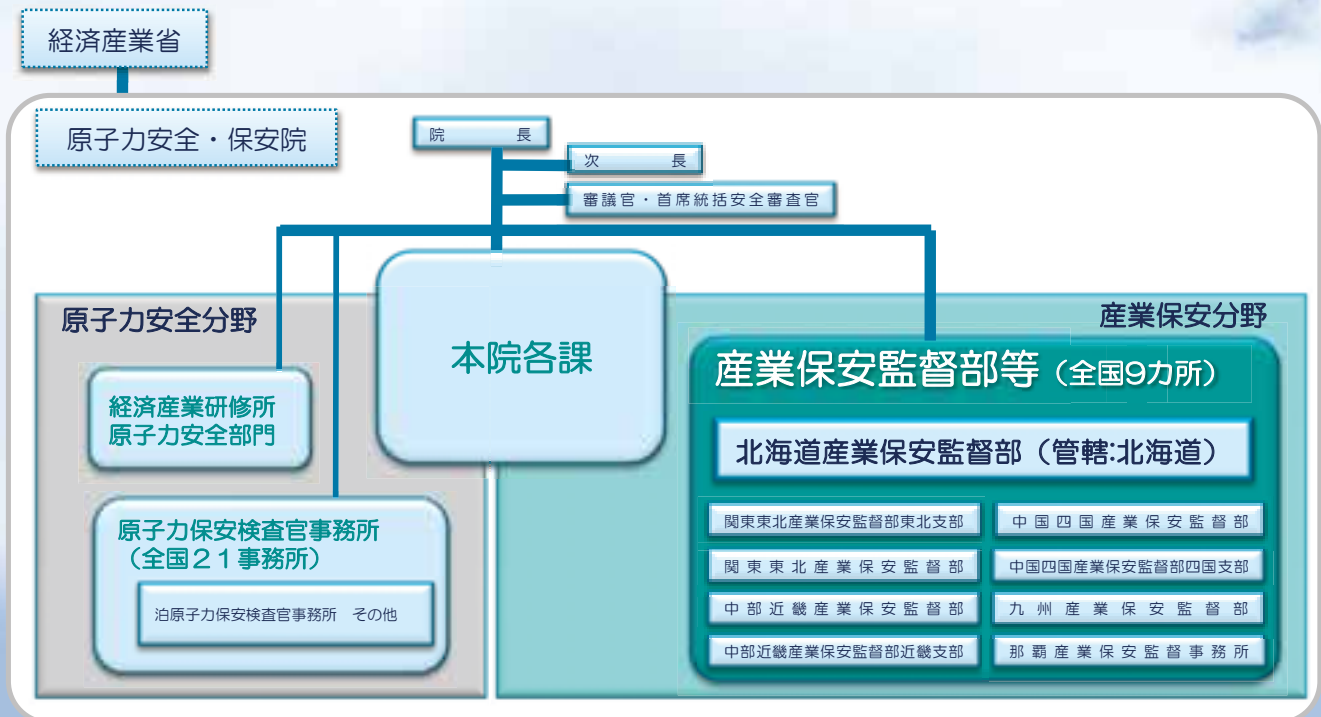 経済産業省
原子力安全・保安院
院　　　長
次　　　長
審議官・首席統括安全審査官
本院各課
原子力安全分野
経済産業研修所
原子力安全部門
原子力保安検査官事務所
（全国２１事務所）
泊原子力保安検査官事務所　その他
産業保安分野
産業保安監督部等（全国9カ所）
北海道産業保安監督部（管轄:北海道）
関東東北産業保安監督部東北支部
関東東北産業保安監督部
中部近畿産業保安監督部
中部近畿産業保安監督部近畿支部
中国四国産業保安監督部
中国四国産業保安監督部四国支部
九州産業保安監督部
那覇産業保安監督事務所